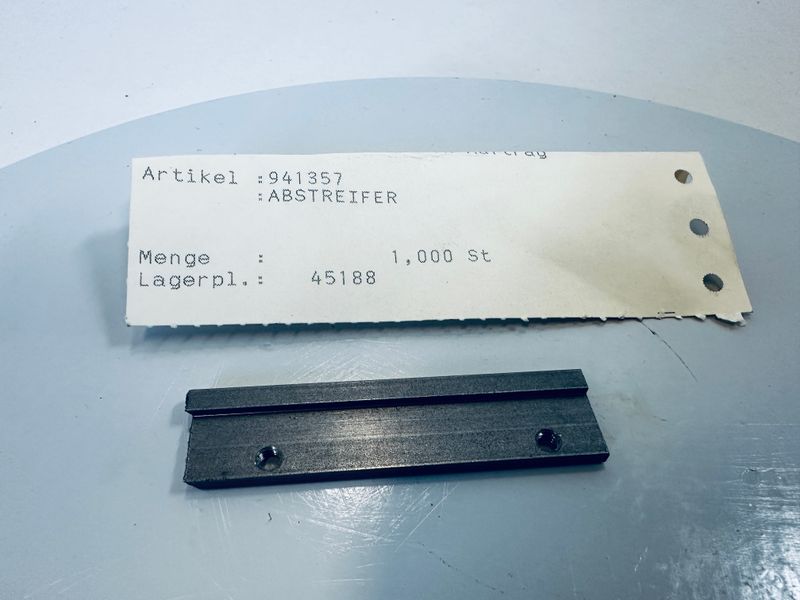 Artikel :941357
:ABSTREIFER
Menge : 1,000 St
Lagerpl.: 45188